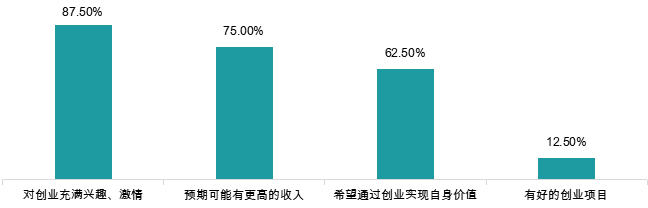 87.50%
75.00%
62.50%
12.50%
对创业充满兴趣、激情
预期可能有更高的收入
希望通过创业实现自身价值
有好的创业项目